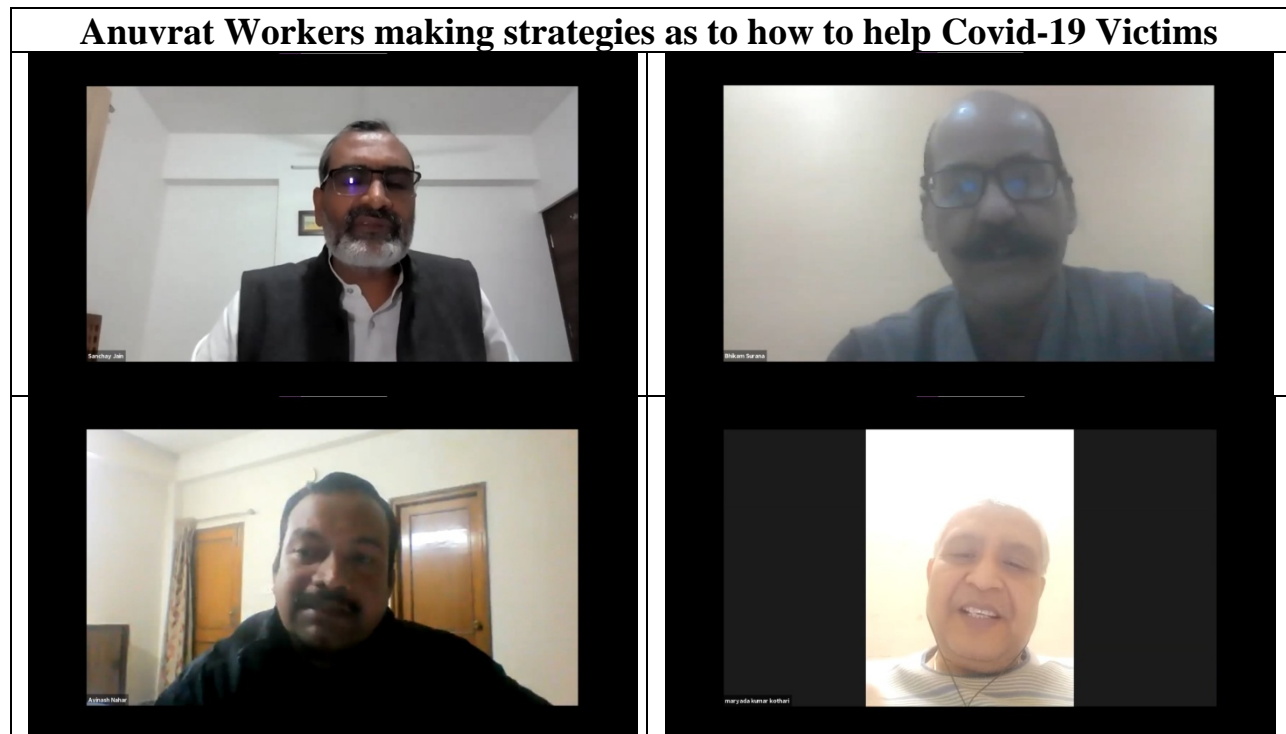 Anuvrat Workers making strategies as to how to help Covid-19 Victims
Sanchay Jain
Bhikam Surana
Avinash Nahar
maryada kumar kothari